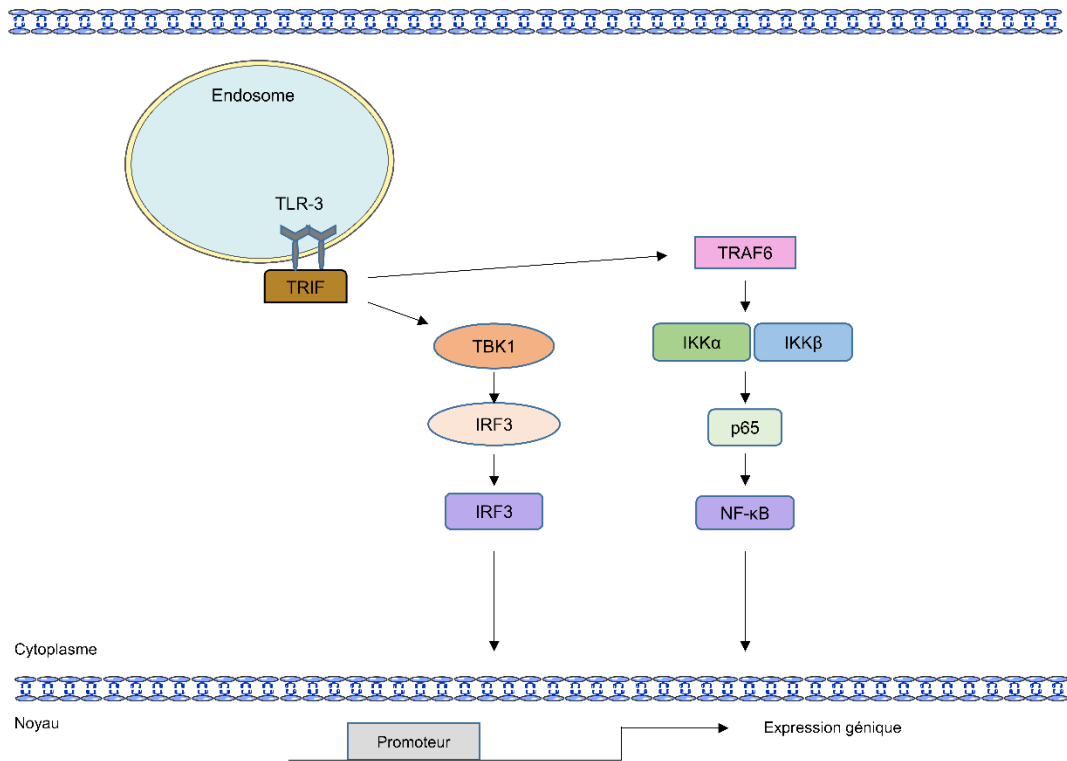 Endosome
TLR-3
TRIF
TRAF6
TBK1
IKKα
IKKβ
IRF3
p65
IRF3
NF-κB
Cytoplasme
Noyau
Promoteur
Expression génique